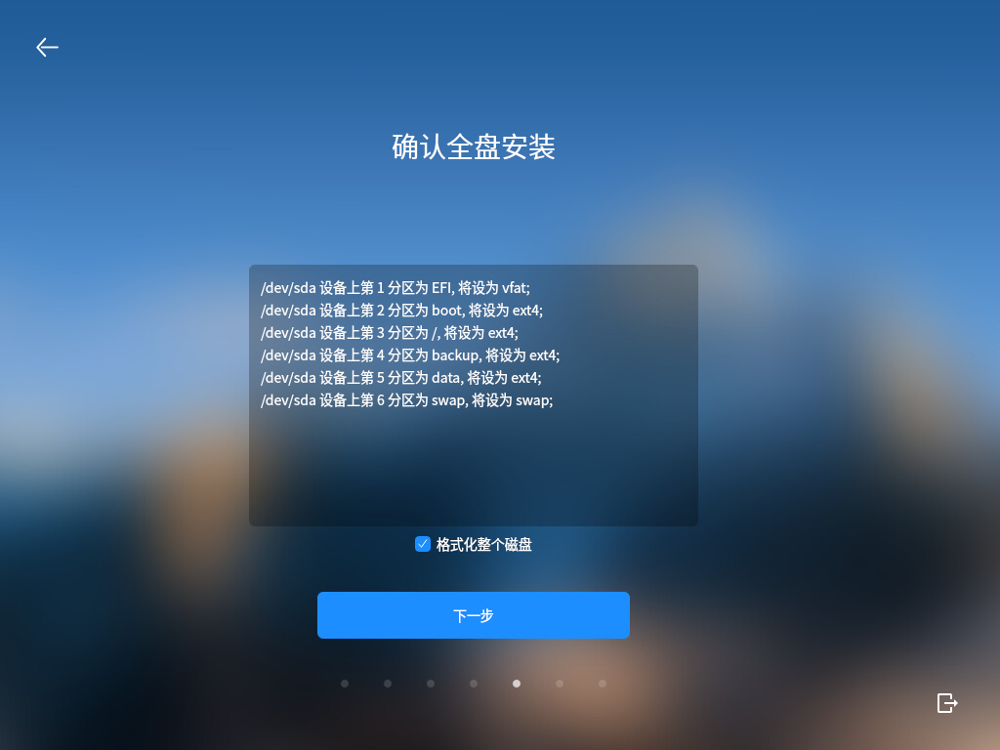 确认全盘安装
/dev/sda 设备上第 1 分区为 EFI, 将设为 vfat;
/dev/sda 设备上第 2 分区为 boot, 将设为 ext4;
/dev/sda 设备上第 3 分区为 /, 将设为 ext4;
/dev/sda 设备上第 4 分区为 backup, 将设为 ext4;
/dev/sda 设备上第 5 分区为 data, 将设为 ext4;
/dev/sda 设备上第 6 分区为 swap, 将设为 swap;
格式化整个磁盘
下一步